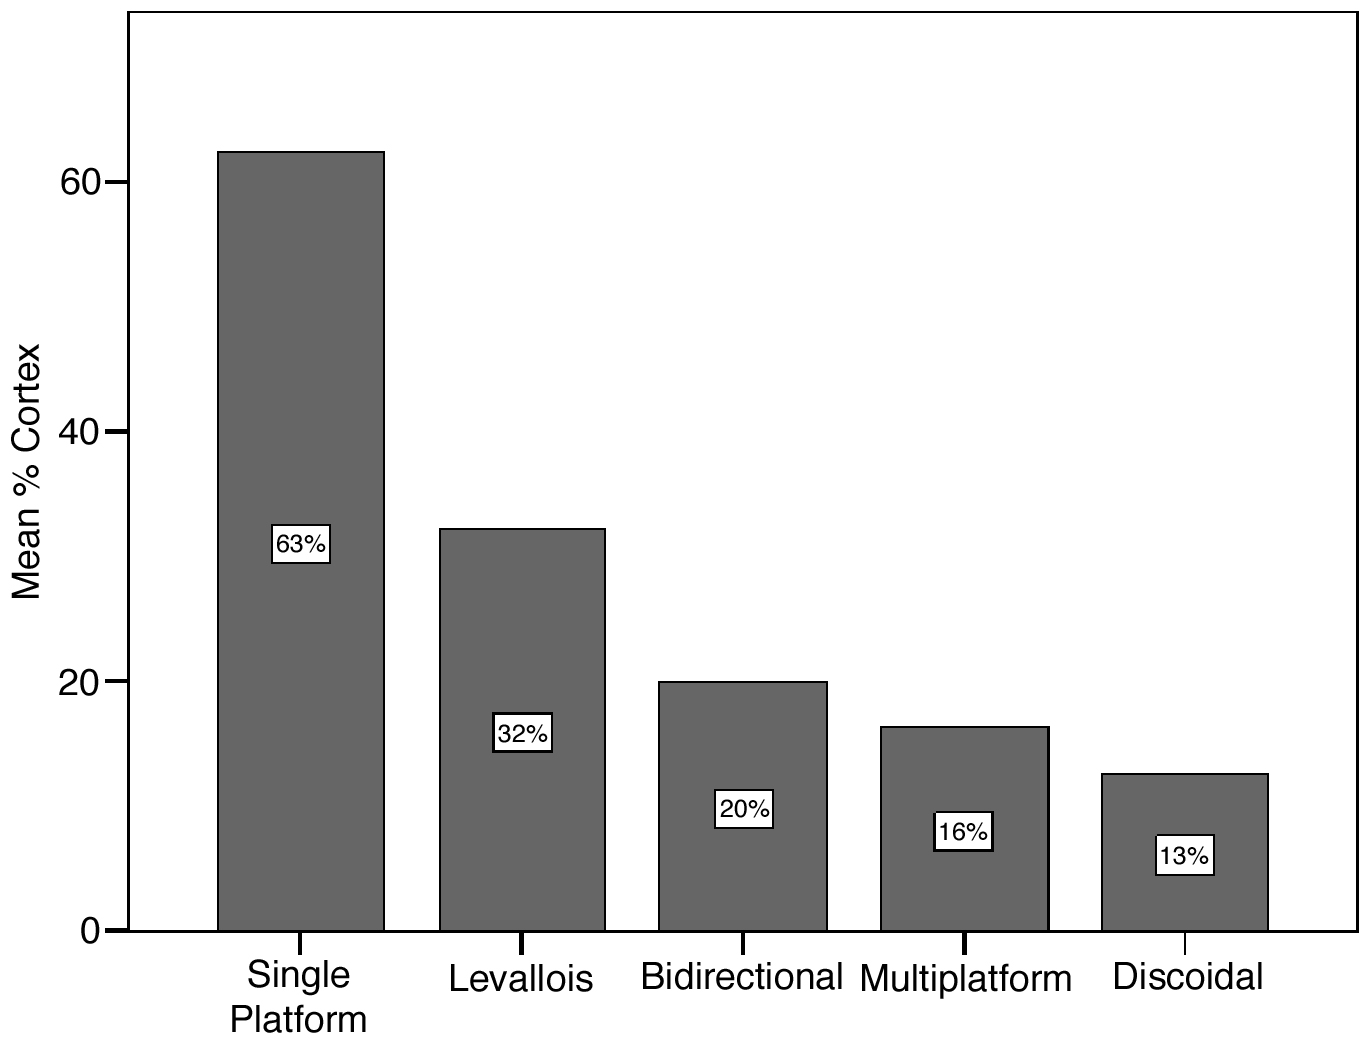 Mean % Cortex
60
40
20
0
63%
32%
20%
16%
13%
Single
Platform
Levallois
Bidirectional
Multiplatform
Discoidal